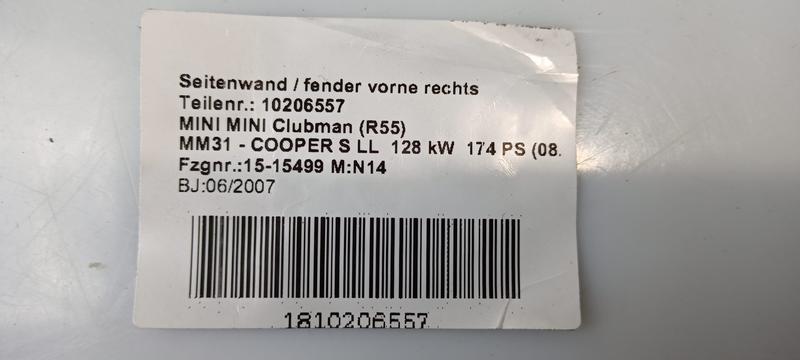 Seitenwand / fender vorne rechts
Teilenr.: 10206557
MINI MINI Clubman (R55)
MM31 - COOPER S LL 128 kW 174 PS (08.
Fzgnr.:15-15499 M:N14
BJ:06/2007
1810206557